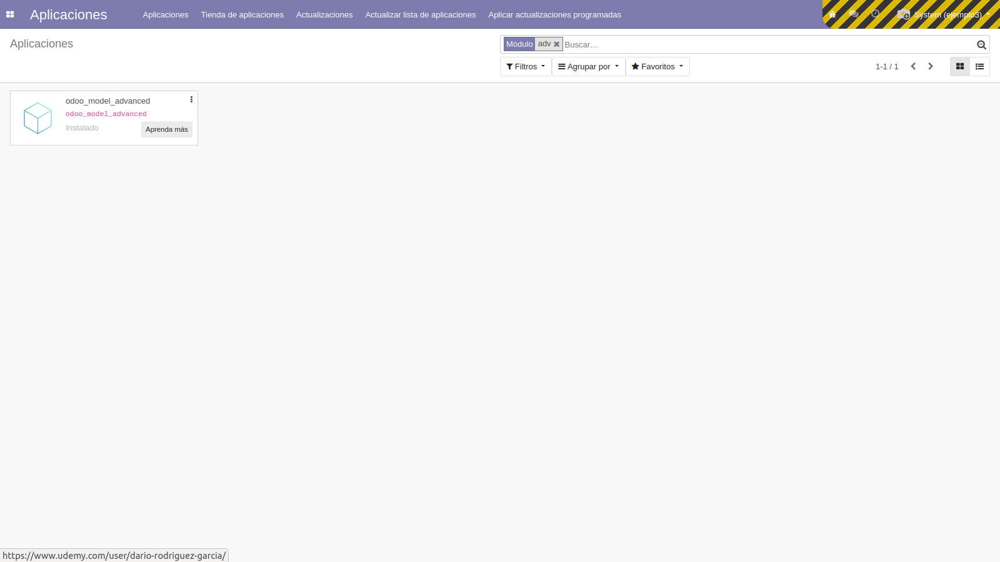 Aplicaciones Aplicaciones Tienda de aplicaciones Actualizaciones Actualizar lista de aplicaciones Aplicar actualizaciones programadas System (ejemplo3)
Aplicaciones
Módulo adv Buscar...
Filtros Agrupar por Favoritos 1-1 / 1
odoo_model_advanced
odoo_model_advanced
Instalado Aprenda más
https://www.udemy.com/user/dario-rodriguez-garcia/